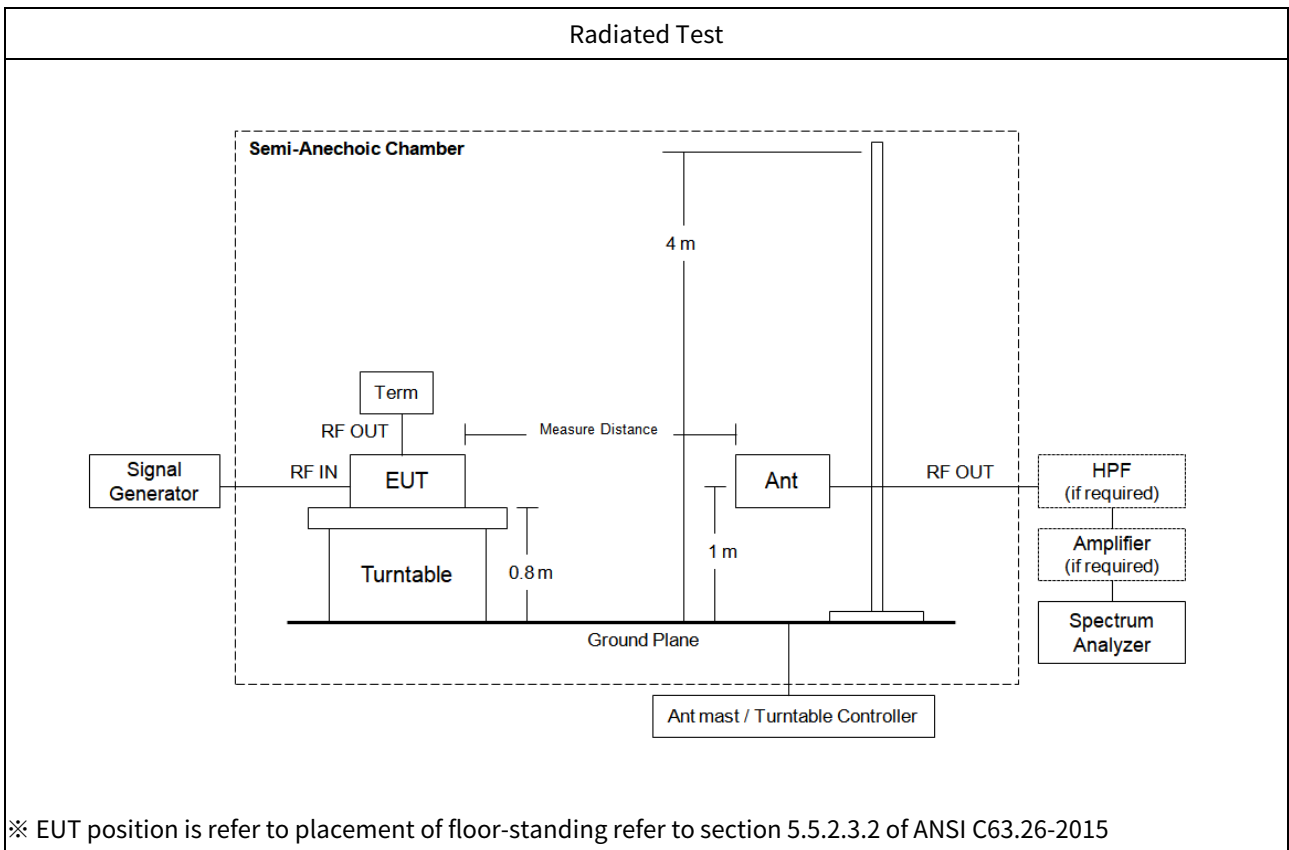 Radiated Test
Semi-Anechoic Chamber
4 m
Term
RF OUT
Measure Distance
Signal
Generator
RF IN
EUT
Ant
RF OUT
HPF
(if required)
1 m
Amplifier
(if required)
Turntable
0.8 m
Spectrum
Analyzer
Ground Plane
Ant mast / Turntable Controller
※ EUT position is refer to placement of floor-standing refer to section 5.5.2.3.2 of ANSI C63.26-2015